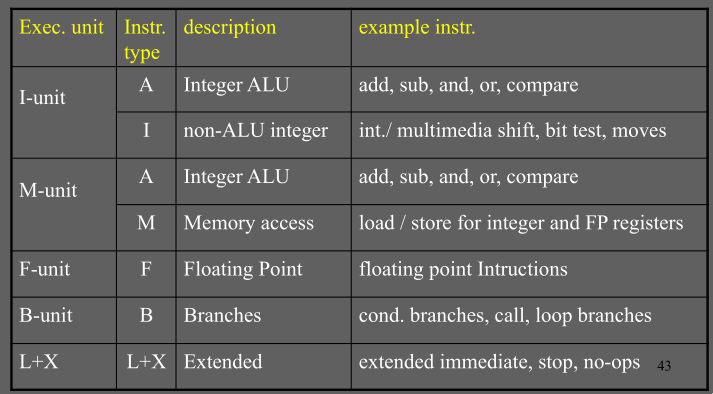 Exec. unit Instr. type description example instr.
I-unit A Integer ALU add, sub, and, or, compare
I non-ALU integer int./ multimedia shift, bit test, moves
M-unit A Integer ALU add, sub, and, or, compare
M Memory access load / store for integer and FP registers
F-unit F Floating Point floating point Intructions
B-unit B Branches cond. branches, call, loop branches
L+X L+X Extended extended immediate, stop, no-ops 43